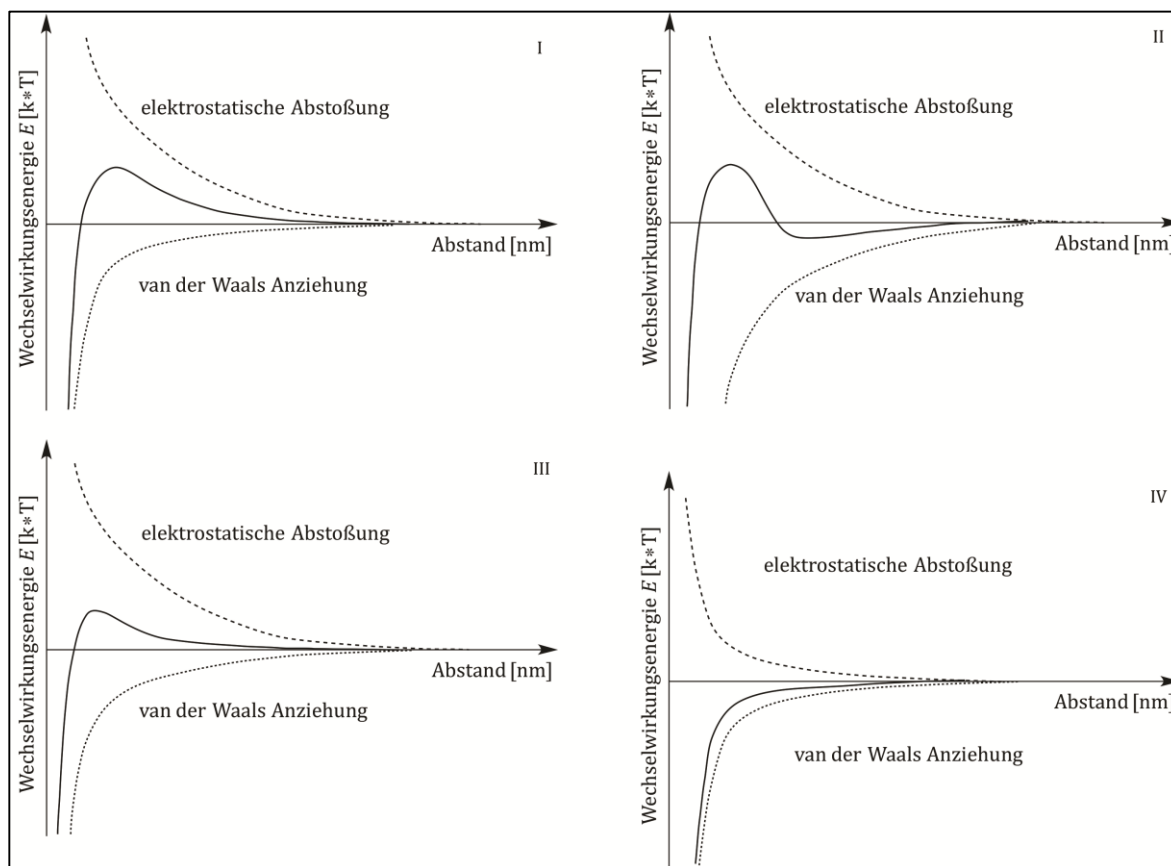 I
Wechselwirkungsenergie E [k*T]
elektrostatische Abstoßung
Abstand [nm]
van der Waals Anziehung
II
Wechselwirkungsenergie E [k*T]
elektrostatische Abstoßung
Abstand [nm]
van der Waals Anziehung
III
Wechselwirkungsenergie E [k*T]
elektrostatische Abstoßung
Abstand [nm]
van der Waals Anziehung
IV
Wechselwirkungsenergie E [k*T]
elektrostatische Abstoßung
Abstand [nm]
van der Waals Anziehung